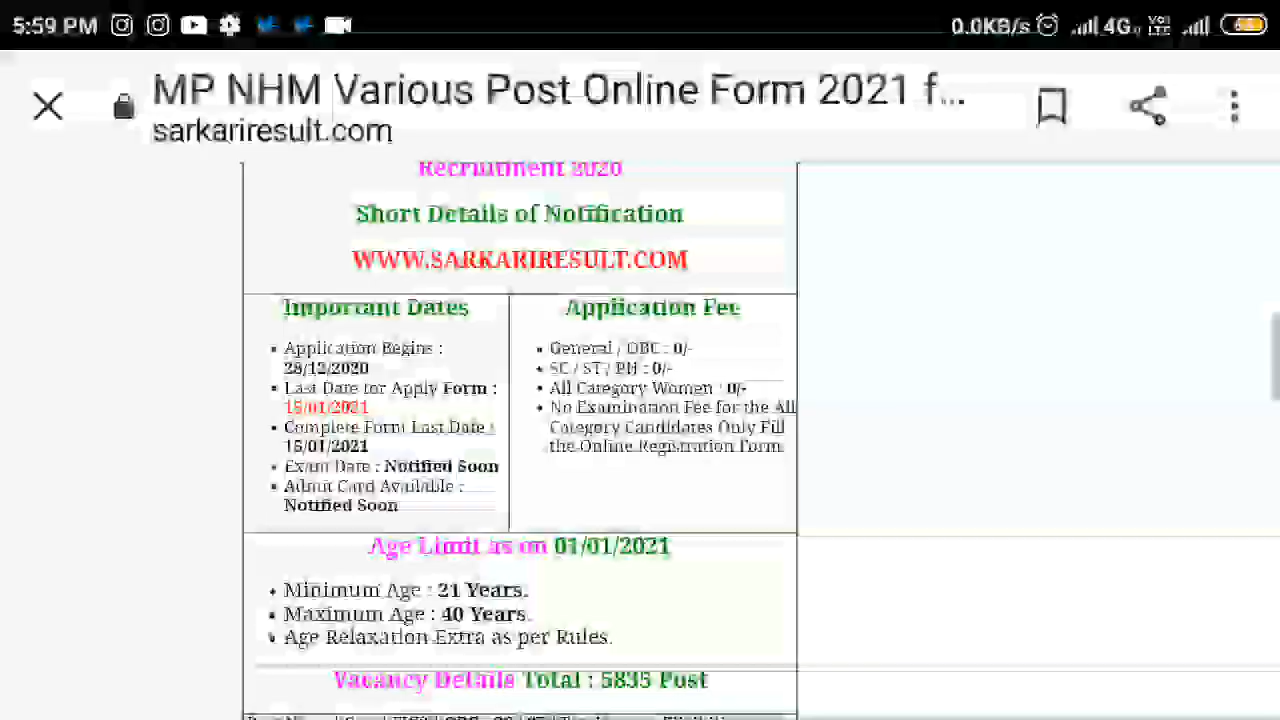 5:59 PM
0.0KB/s 4G
MP NHM Various Post Online Form 2021 f...
sarkariresult.com
Recruitment 2020
Short Details of Notification
WWW.SARKARIRESULT.COM
Important Dates
Application Begins :
28/12/2020
Last Date for Apply Form :
15/01/2021
Complete Form Last Date :
15/01/2021
Exam Date : Notified Soon
Admit Card Available :
Notified Soon
Application Fee
General / OBC : 0/-
SC / ST / PH : 0/-
All Category Women : 0/-
No Examination Fee for the All
Category Candidates Only Fill
the Online Registration Form
Age Limit as on 01/01/2021
Minimum Age : 21 Years.
Maximum Age : 40 Years.
Age Relaxation Extra as per Rules.
Vacancy Details Total : 5835 Post